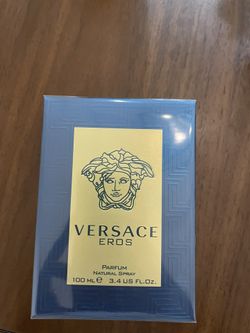 VERSACE
EROS
PARFUM
NATURAL SPRAY
100 ML ℮ 3.4 US FL.OZ.